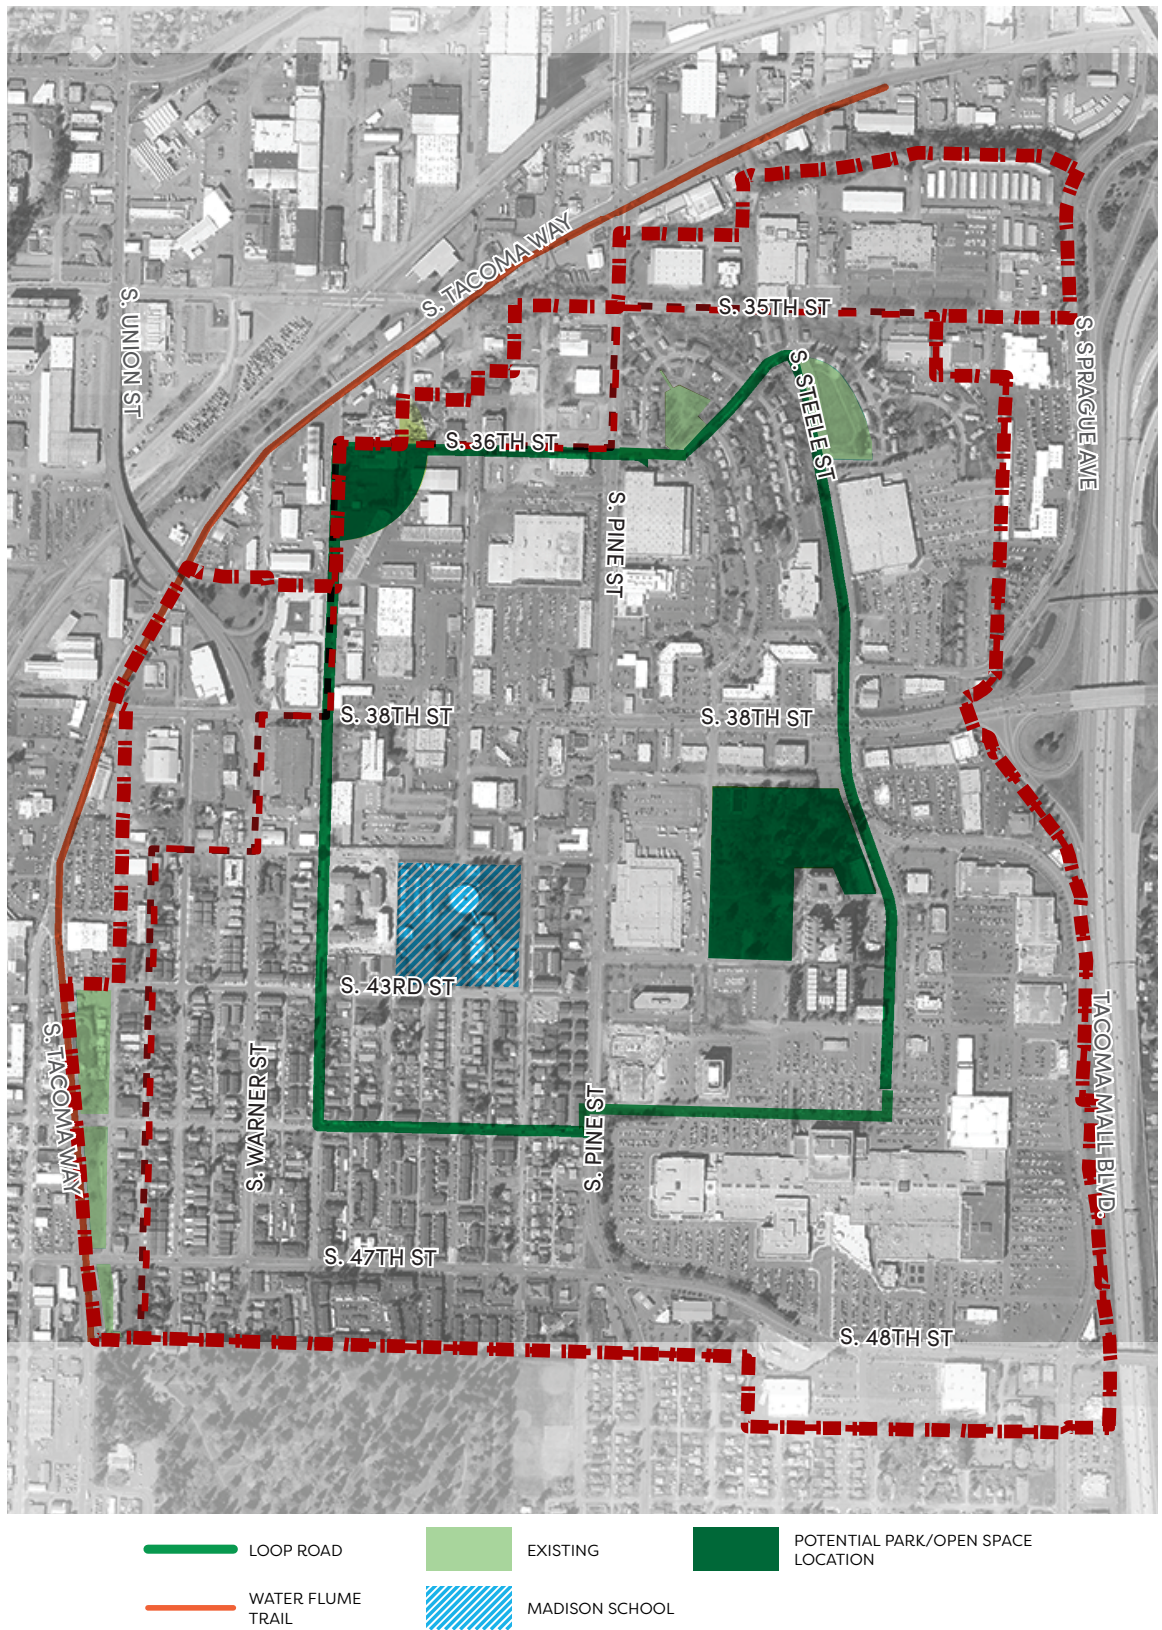 S. TACOMA WAY
S. UNION ST
S. 35TH ST
S. SPRAGUE AVE
S. STEELE ST
S. 36TH ST
S. PINE ST
S. 38TH ST
S. 38TH ST
S. 43RD ST
S. TACOMA WAY
S. WARNER ST
S. PINE ST
TACOMA MALL BLVD.
S. 47TH ST
S. 48TH ST
LOOP ROAD
EXISTING
POTENTIAL PARK/OPEN SPACE
LOCATION
WATER FLUME
TRAIL
MADISON SCHOOL